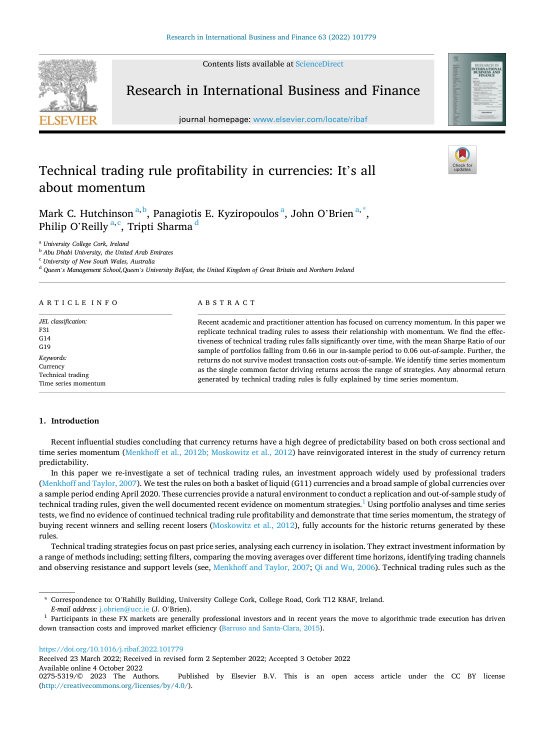 Research in International Business and Finance 63 (2022) 101779
Contents lists available at ScienceDirect
Research in International Business and Finance
journal homepage: www.elsevier.com/locate/ribaf
ELSEVIER
RESEARCH IN
INTERNATIONAL
BUSINESS AND
FINANCE
Check for
updates
Technical trading rule profitability in currencies: It's all
about momentum
Mark C. Hutchinson a,b, Panagiotis E. Kyziropoulos a, John O'Brien a,*,
Philip O'Reilly a,c, Tripti Sharma d
a University College Cork, Ireland
b Abu Dhabi University, the United Arab Emirates
c University of New South Wales, Australia
d Queen's Management School,Queen's University Belfast, the United Kingdom of Great Britain and Northern Ireland
ARTICLE INFO
JEL classification:
F31
G14
G19
Keywords:
Currency
Technical trading
Time series momentum
ABSTRACT
Recent academic and practitioner attention has focused on currency momentum. In this paper we
replicate technical trading rules to assess their relationship with momentum. We find the effec-
tiveness of technical trading rules falls significantly over time, with the mean Sharpe Ratio of our
sample of portfolios falling from 0.66 in our in-sample period to 0.06 out-of-sample. Further, the
returns do not survive modest transaction costs out-of-sample. We identify time series momentum
as the single common factor driving returns across the range of strategies. Any abnormal return
generated by technical trading rules is fully explained by time series momentum.
1. Introduction
Recent influential studies concluding that currency returns have a high degree of predictability based on both cross sectional and
time series momentum (Menkhoff et al., 2012b; Moskowitz et al., 2012) have reinvigorated interest in the study of currency return
predictability.
In this paper we re-investigate a set of technical trading rules, an investment approach widely used by professional traders
(Menkhoff and Taylor, 2007). We test the rules on both a basket of liquid (G11) currencies and a broad sample of global currencies over
a sample period ending April 2020. These currencies provide a natural environment to conduct a replication and out-of-sample study of
technical trading rules, given the well documented recent evidence on momentum strategies.1 Using portfolio analyses and time series
tests, we find no evidence of continued technical trading rule profitability and demonstrate that time series momentum, the strategy of
buying recent winners and selling recent losers (Moskowitz et al., 2012), fully accounts for the historic returns generated by these
rules.
Technical trading strategies focus on past price series, analysing each currency in isolation. They extract investment information by
a range of methods including; setting filters, comparing the moving averages over different time horizons, identifying trading channels
and observing resistance and support levels (see, Menkhoff and Taylor, 2007; Qi and Wu, 2006). Technical trading rules such as the
* Correspondence to: O'Rahilly Building, University College Cork, College Road, Cork T12 K8AF, Ireland.
E-mail address: j.obrien@ucc.ie (J. O'Brien).
1 Participants in these FX markets are generally professional investors and in recent years the move to algorithmic trade execution has driven
down transaction costs and improved market efficiency (Barroso and Santa-Clara, 2015).
https://doi.org/10.1016/j.ribaf.2022.101779
Received 23 March 2022; Received in revised form 2 September 2022; Accepted 3 October 2022
Available online 4 October 2022
0275-5319/© 2023 The Authors. Published by Elsevier B.V. This is an open access article under the CC BY license
(http://creativecommons.org/licenses/by/4.0/).